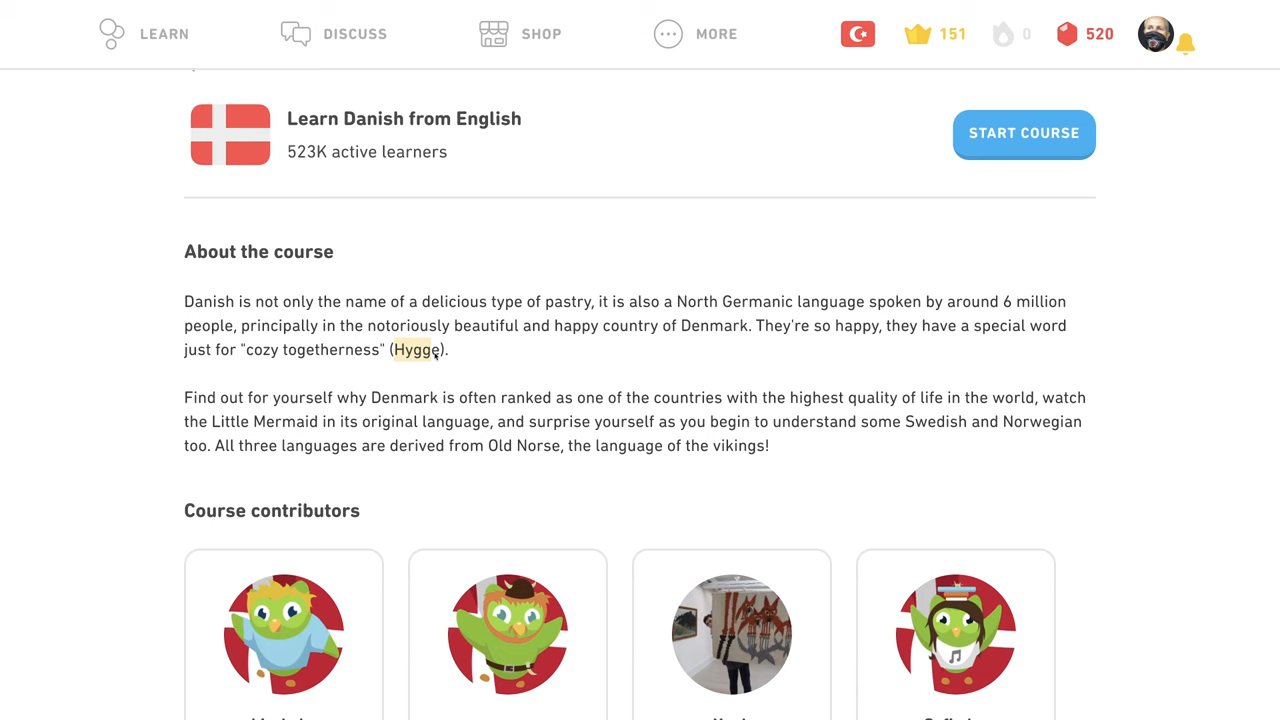 LEARN DISCUSS SHOP MORE 151 0 520
Learn Danish from English
523K active learners
START COURSE
About the course
Danish is not only the name of a delicious type of pastry, it is also a North Germanic language spoken by around 6 million
people, principally in the notoriously beautiful and happy country of Denmark. They're so happy, they have a special word
just for "cozy togetherness" (Hygge).
Find out for yourself why Denmark is often ranked as one of the countries with the highest quality of life in the world, watch
the Little Mermaid in its original language, and surprise yourself as you begin to understand some Swedish and Norwegian
too. All three languages are derived from Old Norse, the language of the vikings!
Course contributors